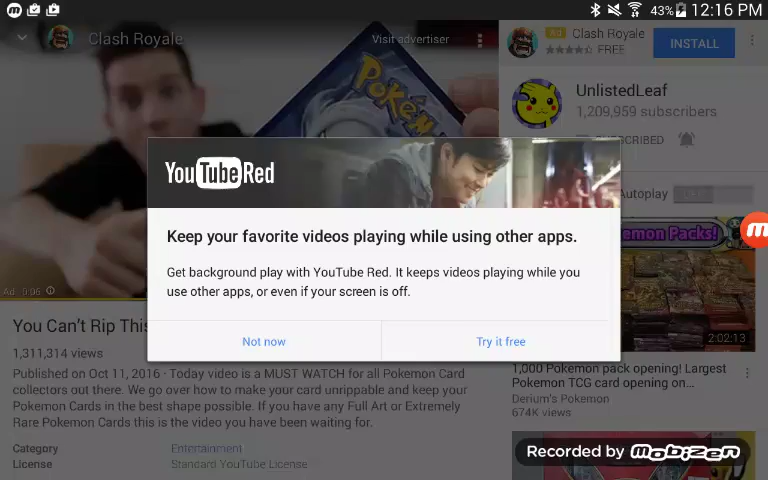 43% 12:16 PM
Clash Royale
Visit advertiser
Pokémon
Ad Clash Royale
FREE
INSTALL
UnlistedLeaf
1,209,959 subscribers
SUBSCRIBED
Autoplay
YouTube Red
Keep your favorite videos playing while using other apps.
Get background play with YouTube Red. It keeps videos playing while you
use other apps, or even if your screen is off.
Not now
Try it free
Ad · 0:06
You Can't Rip This
1,311,314 views
Published on Oct 11, 2016 · Today video is a MUST WATCH for all Pokemon Card
collectors out there. We go over how to make your card unrippable and keep your
Pokemon Cards in the best shape possible. If you have any Full Art or Extremely
Rare Pokemon Cards this is the video you have been waiting for.
Category Entertainment
License Standard YouTube License
emon Packs!
2:02:13
1,000 Pokemon pack opening! Largest
Pokemon TCG card opening on...
Derium's Pokemon
674K views
Recorded by Mobizen